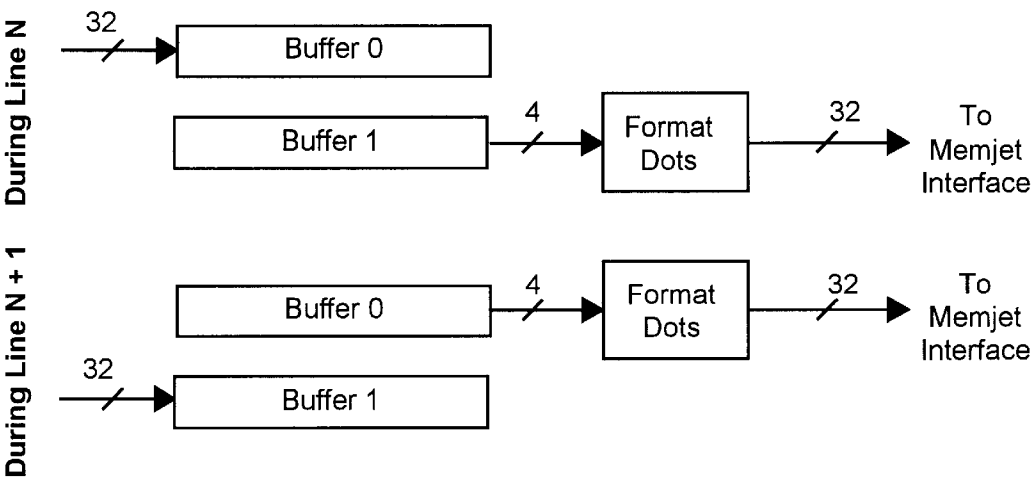 During Line N
32
Buffer 0
Buffer 1
4
Format
Dots
32
To
Memjet
Interface
During Line N + 1
Buffer 0
4
Format
Dots
32
To
Memjet
Interface
32
Buffer 1